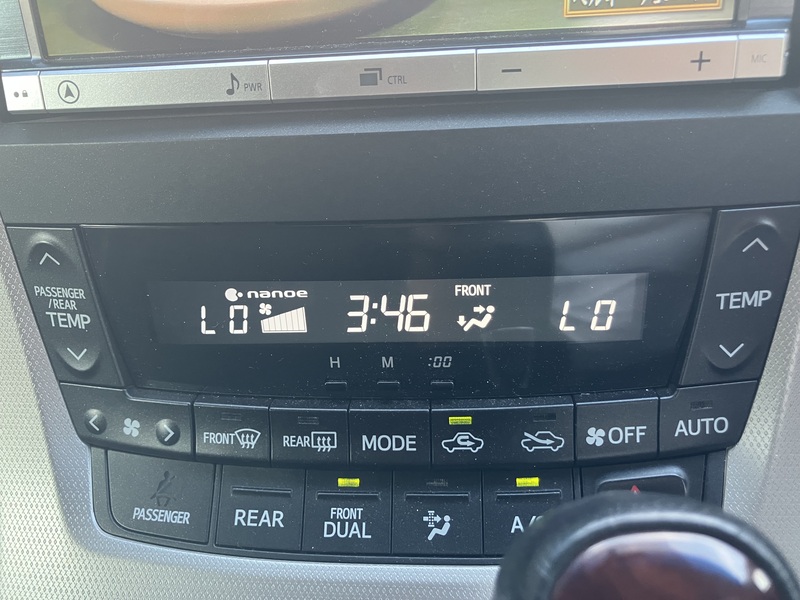 PWR
CTRL
MIC
nanoe
FRONT
LO
3:46
LO
PASSENGER
/REAR
TEMP
TEMP
H
M
:00
FRONT
REAR
MODE
OFF
AUTO
PASSENGER
REAR
FRONT
DUAL